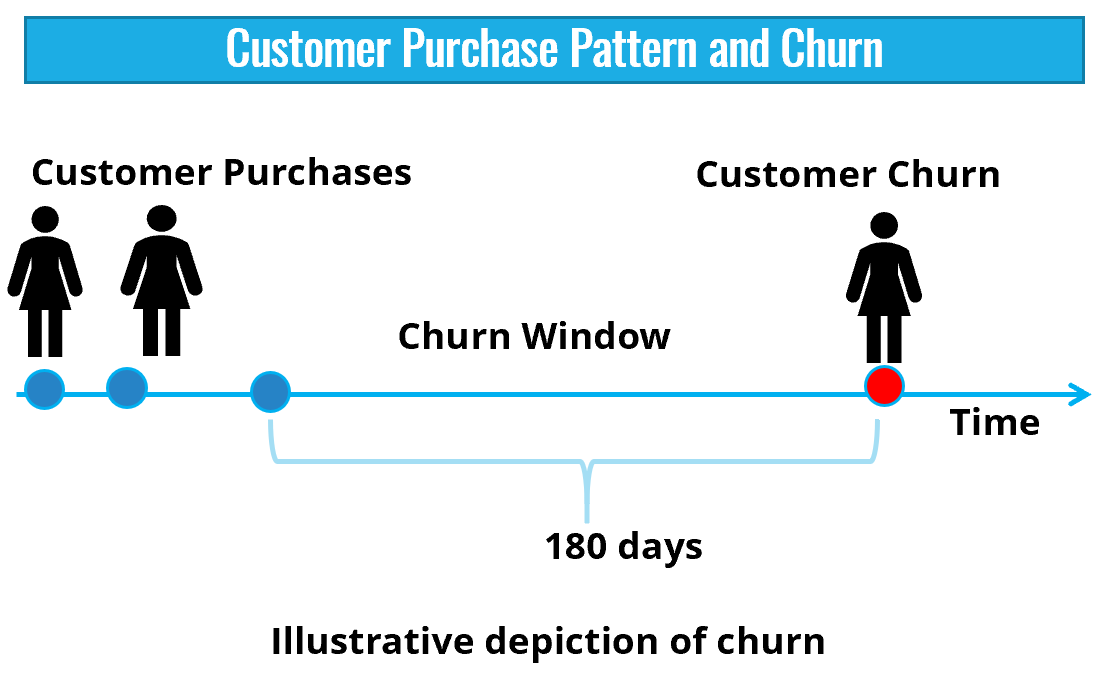 Customer Purchase Pattern and Churn
Customer Purchases
Customer Churn
Churn Window
Time
180 days
Illustrative depiction of churn